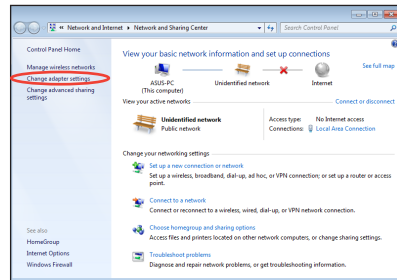 « Network and Internet ▸ Network and Sharing Center
Search Control Panel
Control Panel Home
Manage wireless networks
Change adapter settings
Change advanced sharing
settings
See also
HomeGroup
Internet Options
Windows Firewall
View your basic network information and set up connections
See full map
ASUS-PC
(This computer)
Unidentified network
Internet
View your active networks
Connect or disconnect
Unidentified network
Public network
Access type: No Internet access
Connections: Local Area Connection
Change your networking settings
Set up a new connection or network
Set up a wireless, broadband, dial-up, ad hoc, or VPN connection; or set up a router or access
point.
Connect to a network
Connect or reconnect to a wireless, wired, dial-up, or VPN network connection.
Choose homegroup and sharing options
Access files and printers located on other network computers, or change sharing settings.
Troubleshoot problems
Diagnose and repair network problems, or get troubleshooting information.